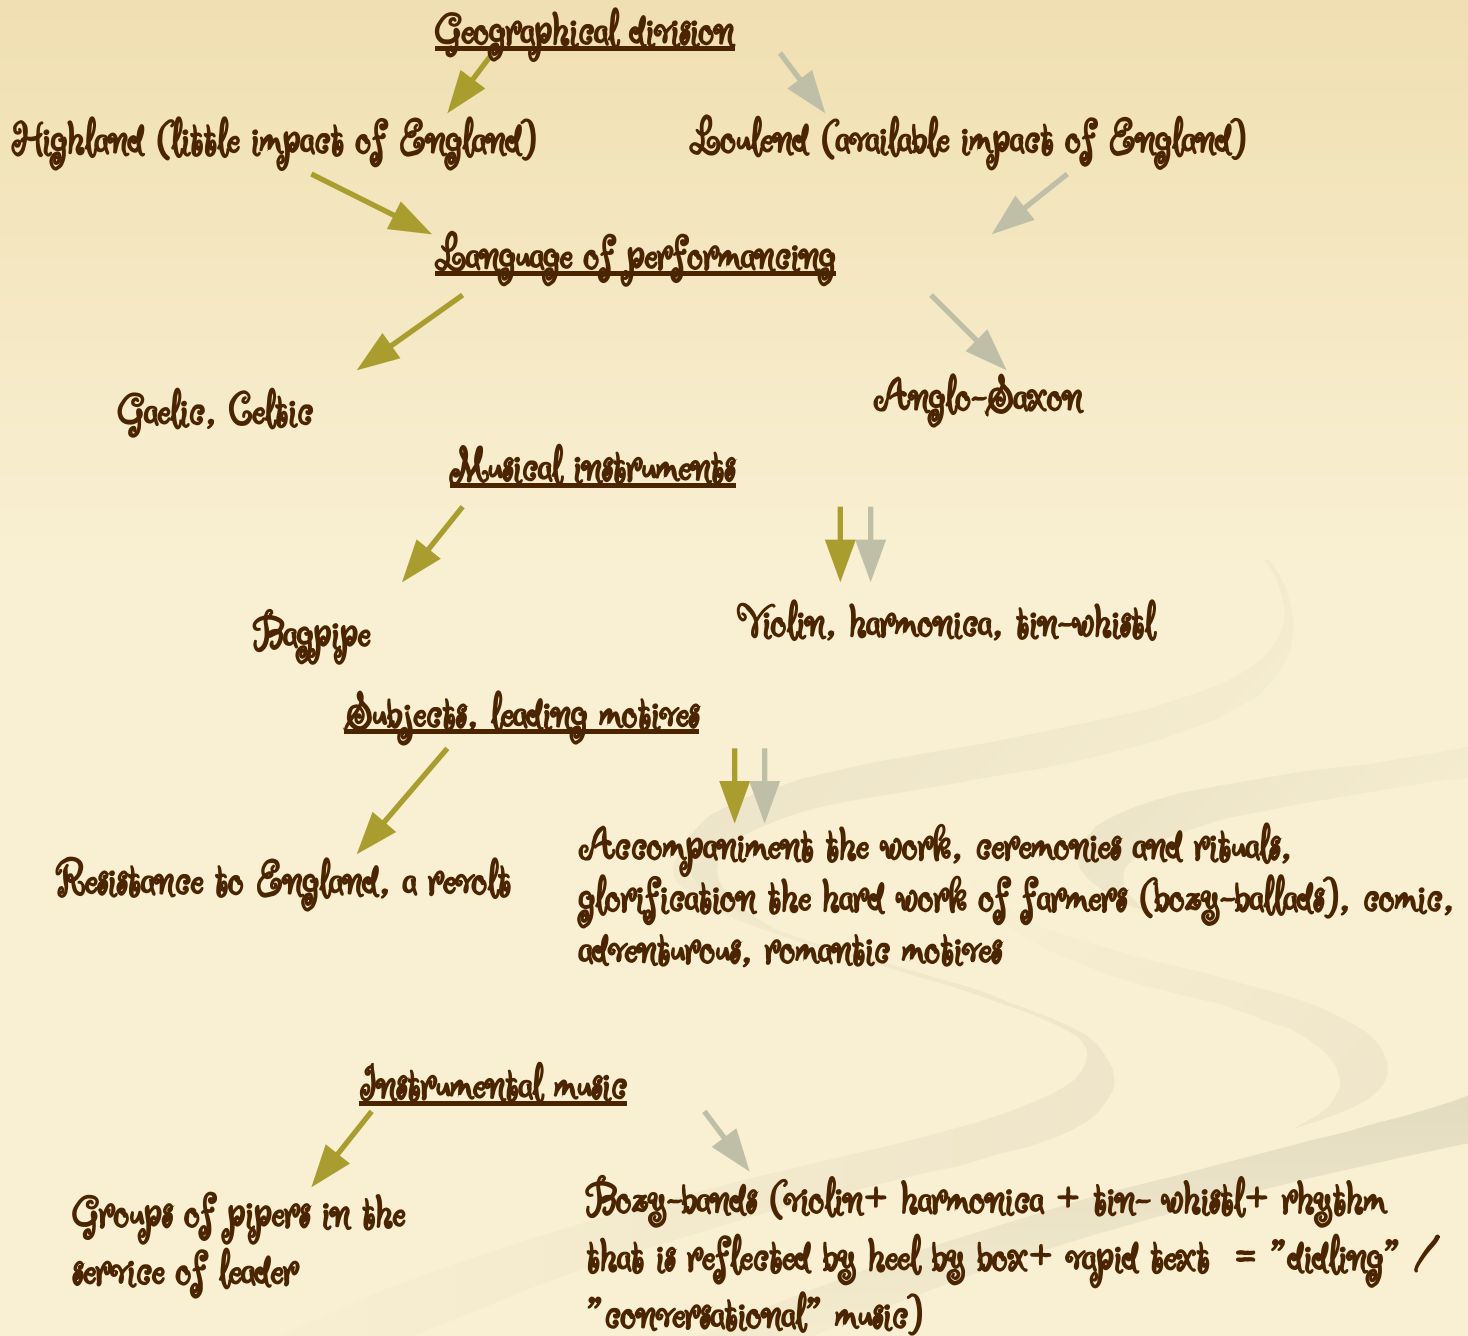 Geographical division
Highland (little impact of England)
Loulend (available impact of England)
Language of performancing
Gaelic, Celtic
Anglo-Saxon
Musical instruments
Bagpipe
Violin, harmonica, tin-whistl
Subjects, leading motives
Resistance to England, a revolt
Accompaniment the work, ceremonies and rituals,
glorification the hard work of farmers (bozy-ballads), comic,
adventurous, romantic motives
Instrumental music
Groups of pipers in the
service of leader
Bozy-bands (violin+ harmonica + tin- whistl+ rhythm
that is reflected by heel by box+ rapid text = "didling" /
"conversational" music)